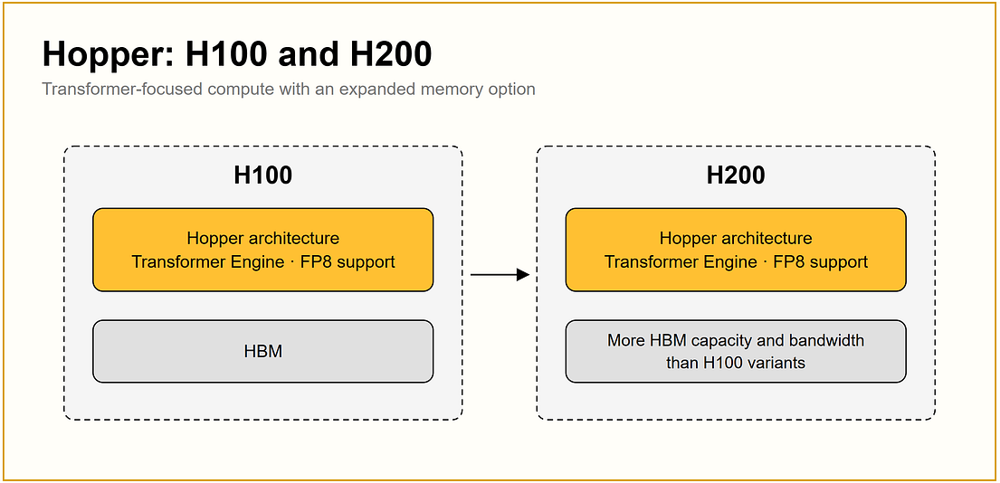 Hopper: H100 and H200
Transformer-focused compute with an expanded memory option
H100
Hopper architecture
Transformer Engine · FP8 support
HBM
H200
Hopper architecture
Transformer Engine · FP8 support
More HBM capacity and bandwidth
than H100 variants